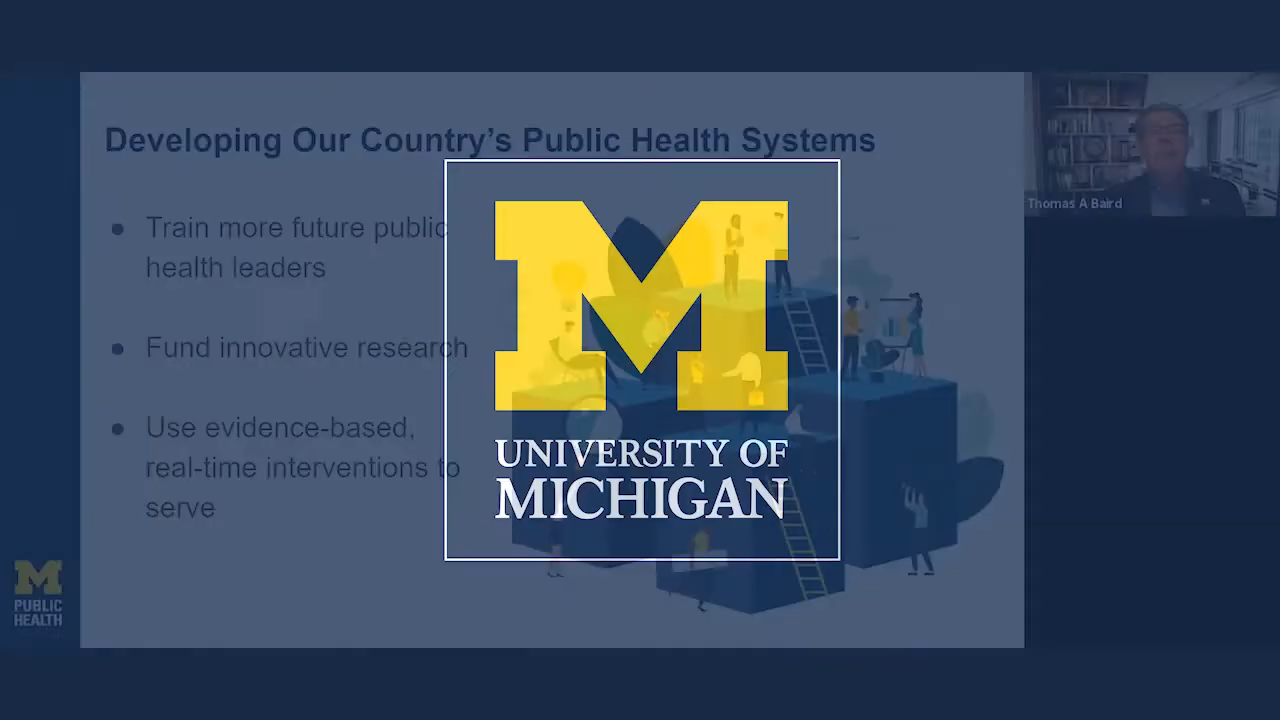 Developing Our Country's Public Health Systems
● Train more future public
health leaders
● Fund innovative research
● Use evidence-based,
real-time interventions to
serve
Thomas A Baird
M
UNIVERSITY OF
MICHIGAN
M
PUBLIC
HEALTH